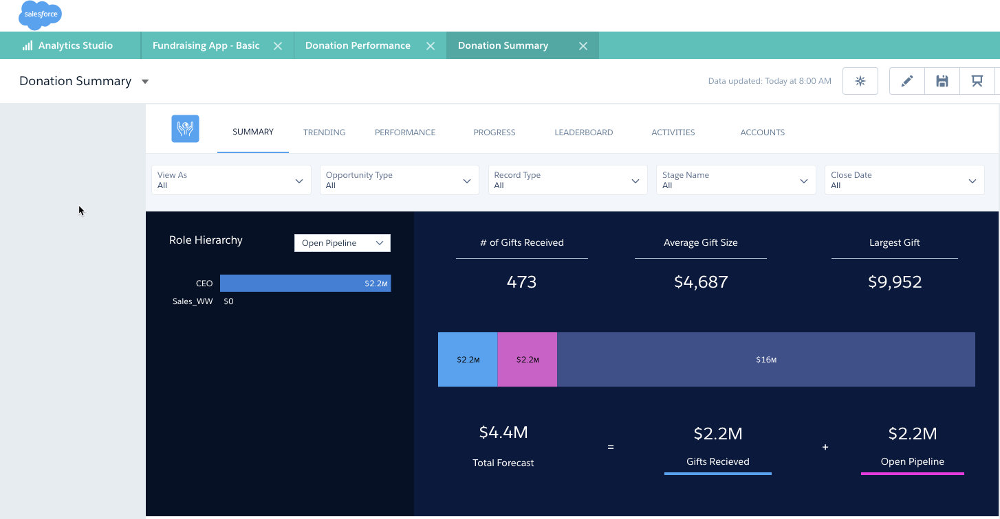 salesforce
Analytics Studio
Fundraising App - Basic
Donation Performance
Donation Summary
Donation Summary
Data updated: Today at 8:00 AM
SUMMARY
TRENDING
PERFORMANCE
PROGRESS
LEADERBOARD
ACTIVITIES
ACCOUNTS
View As
All
Opportunity Type
All
Record Type
All
Stage Name
All
Close Date
All
Role Hierarchy
Open Pipeline
CEO
$2.2M
Sales_WW
$0
# of Gifts Received
473
Average Gift Size
$4,687
Largest Gift
$9,952
$2.2M
$2.2M
$16M
$4.4M
Total Forecast
=
$2.2M
Gifts Recieved
+
$2.2M
Open Pipeline